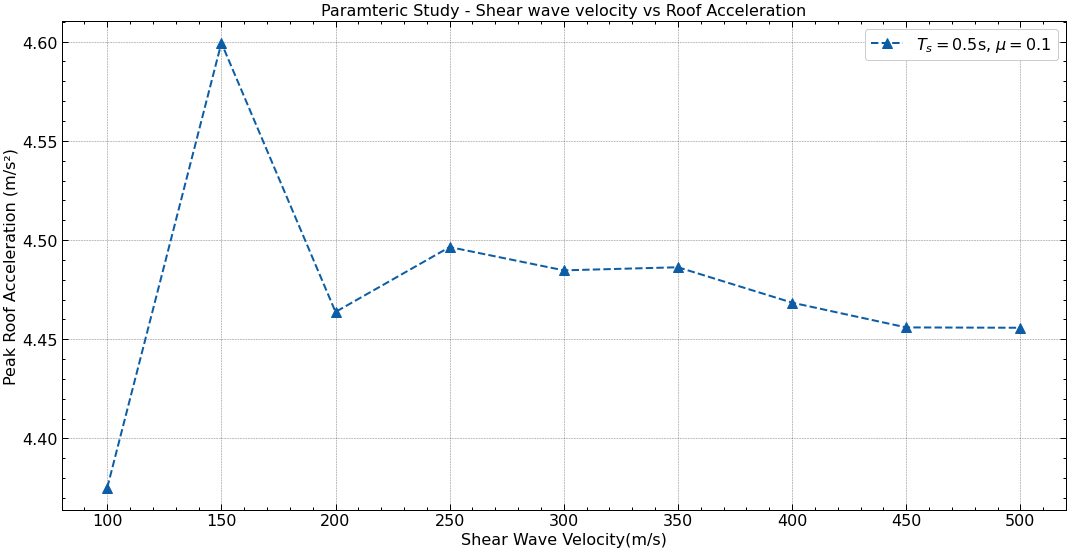 Paramteric Study - Shear wave velocity vs Roof Acceleration
T_s = 0.5s, μ = 0.1
Peak Roof Acceleration (m/s²)
4.60
4.55
4.50
4.45
4.40
100 150 200 250 300 350 400 450 500
Shear Wave Velocity(m/s)